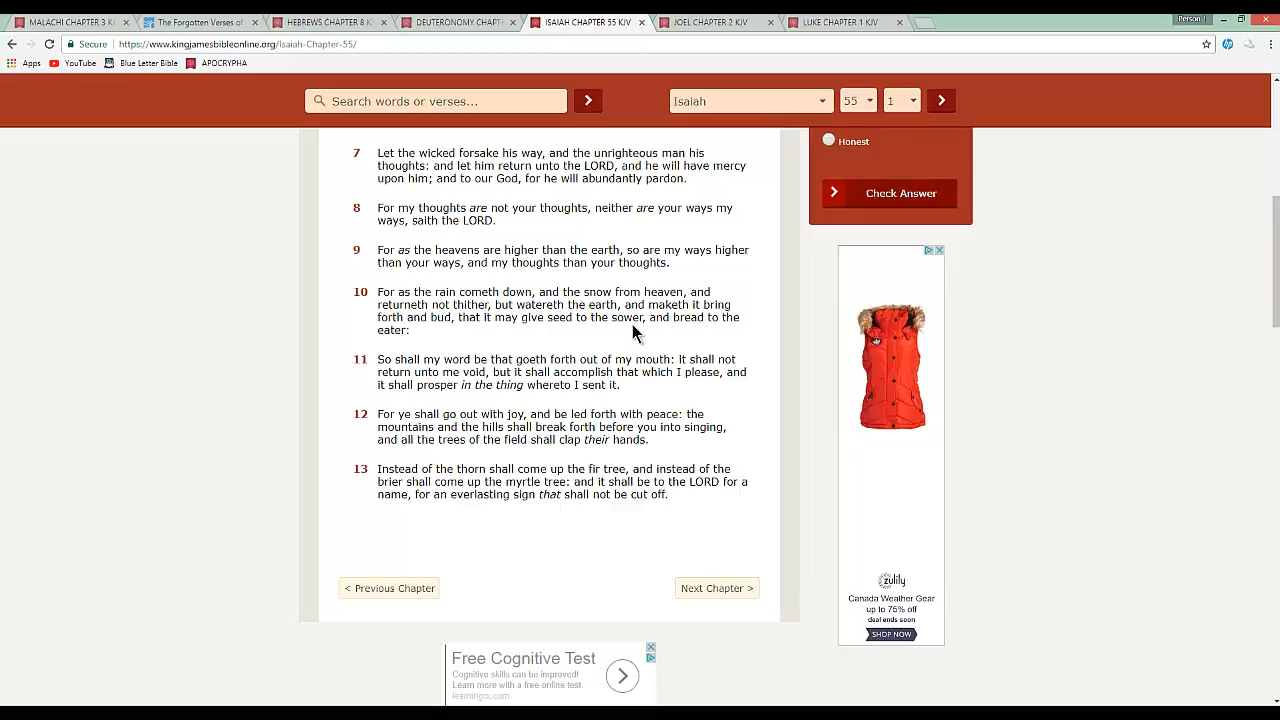 MALACHI CHAPTER 3 K
The Forgotten Verses of
HEBREWS CHAPTER 8 K
DEUTERONOMY CHAPT
ISAIAH CHAPTER 55 KJV
JOEL CHAPTER 2 KJV
LUKE CHAPTER 1 KJV
Person 1
Secure
https://www.kingjamesbibleonline.org/Isaiah-Chapter-55/
Apps YouTube Blue Letter Bible APOCRYPHA
Search words or verses... Isaiah 55 1
7 Let the wicked forsake his way, and the unrighteous man his
thoughts: and let him return unto the LORD, and he will have mercy
upon him; and to our God, for he will abundantly pardon.
8 For my thoughts are not your thoughts, neither are your ways my
ways, saith the LORD.
9 For as the heavens are higher than the earth, so are my ways higher
than your ways, and my thoughts than your thoughts.
10 For as the rain cometh down, and the snow from heaven, and
returneth not thither, but watereth the earth, and maketh it bring
forth and bud, that it may give seed to the sower, and bread to the
eater:
11 So shall my word be that goeth forth out of my mouth: it shall not
return unto me void, but it shall accomplish that which I please, and
it shall prosper in the thing whereto I sent it.
12 For ye shall go out with joy, and be led forth with peace: the
mountains and the hills shall break forth before you into singing,
and all the trees of the field shall clap their hands.
13 Instead of the thorn shall come up the fir tree, and instead of the
brier shall come up the myrtle tree: and it shall be to the LORD for a
name, for an everlasting sign that shall not be cut off.
< Previous Chapter
Next Chapter >
Honest
Check Answer
zulily
Canada Weather Gear
up to 75% off
deal ends soon
SHOP NOW
Free Cognitive Test
Cognitive skills can be improved!
Learn more with a free online test.
learningrx.com